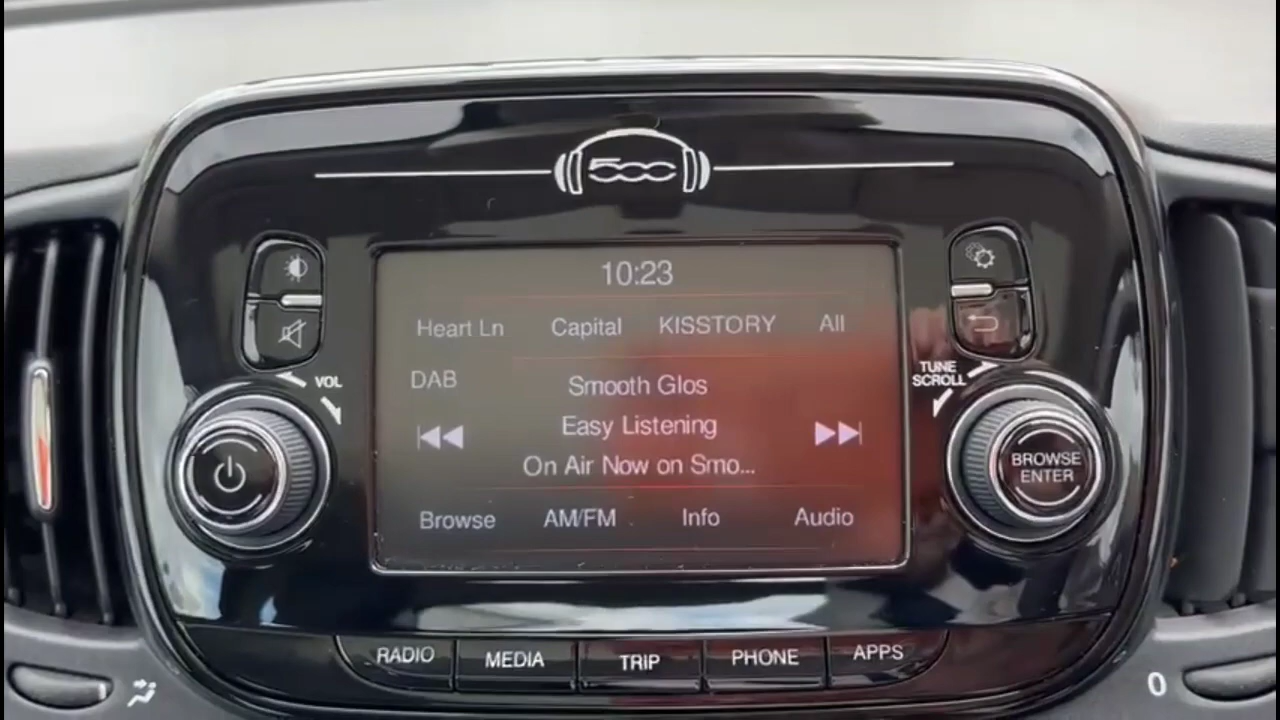 500
10:23
Heart Ln Capital KISSTORY All
DAB
Smooth Glos
Easy Listening
On Air Now on Smo...
Browse AM/FM Info Audio
VOL
TUNE
SCROLL
BROWSE
ENTER
RADIO MEDIA TRIP PHONE APPS
0